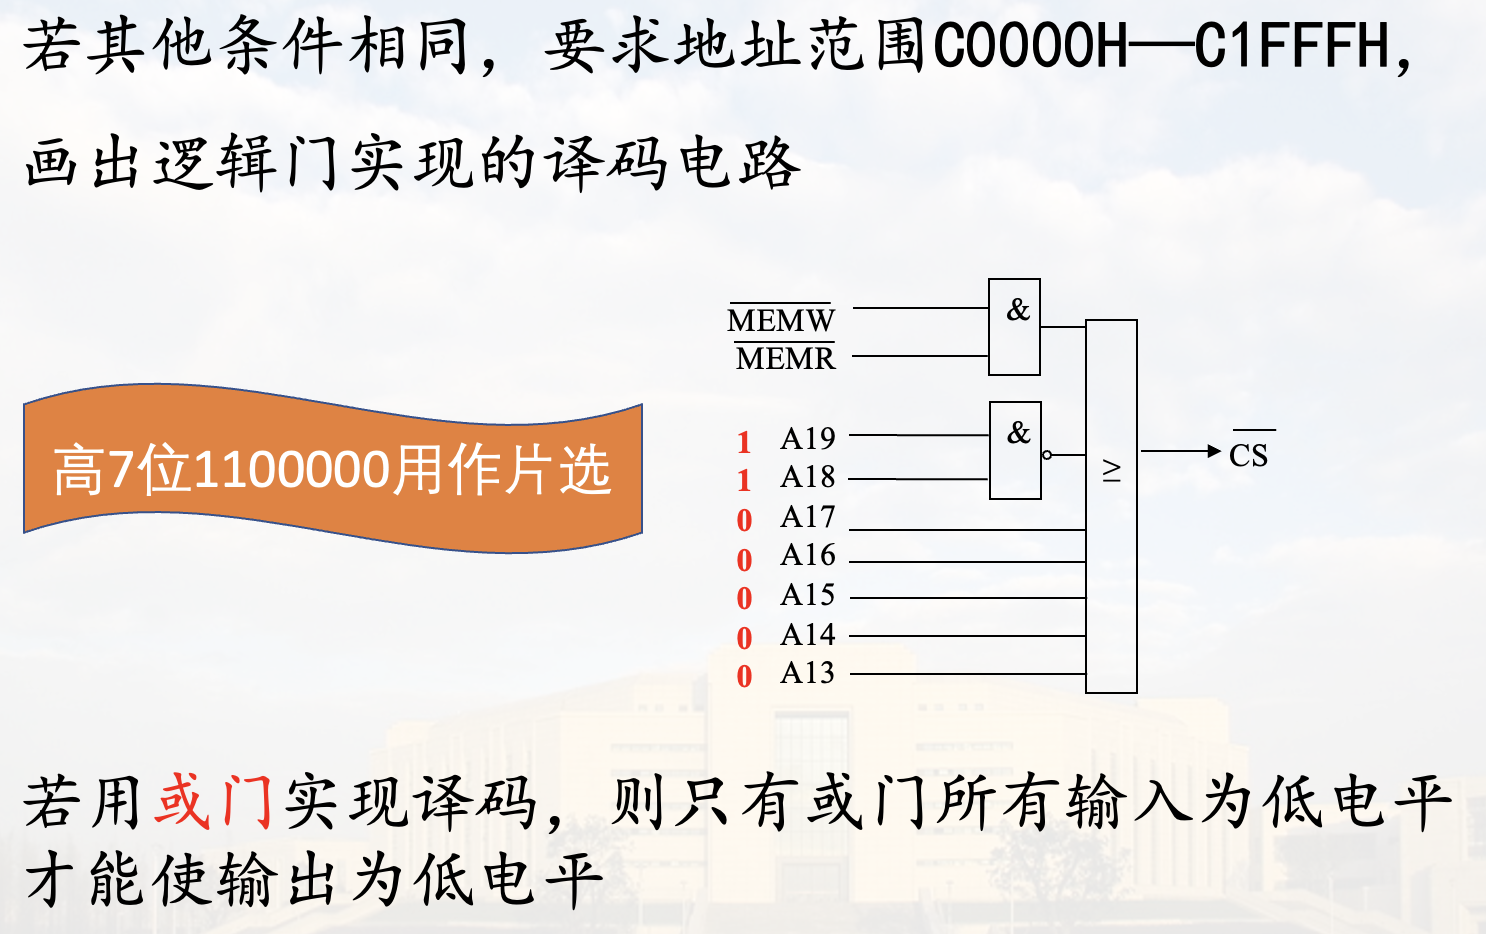 若其他条件相同，要求地址范围C0000H——C1FFFH，
画出逻辑门实现的译码电路
MEMW
MEMR
&
高7位1100000用作片选
1 A19
1 A18
&
0 A17
0 A16
0 A15
0 A14
0 A13
≥
CS
若用或门实现译码，则只有或门所有输入为低电平
才能使输出为低电平